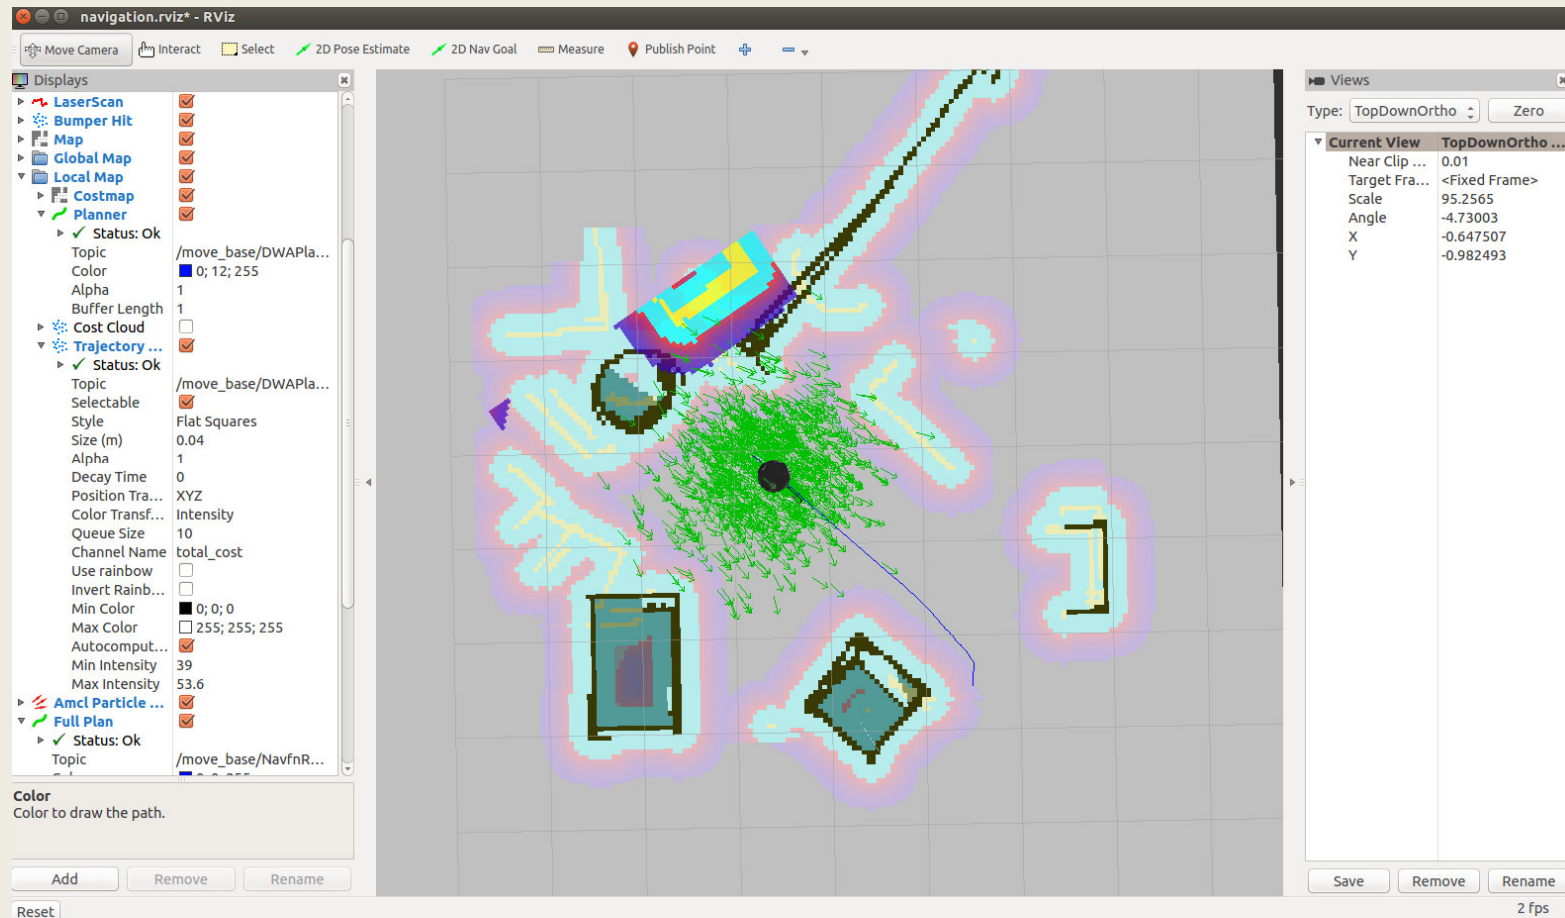 navigation.rviz* - RViz
Move Camera Interact Select 2D Pose Estimate 2D Nav Goal Measure Publish Point
Displays
LaserScan
Bumper Hit
Map
Global Map
Local Map
Costmap
Planner
Status: Ok
Topic /move_base/DWAPla...
Color 0; 12; 255
Alpha 1
Buffer Length 1
Cost Cloud
Trajectory ...
Status: Ok
Topic /move_base/DWAPla...
Selectable
Style Flat Squares
Size (m) 0.04
Alpha 1
Decay Time 0
Position Tra... XYZ
Color Transf... Intensity
Queue Size 10
Channel Name total_cost
Use rainbow
Invert Rainb...
Min Color 0; 0; 0
Max Color 255; 255; 255
Autocomput...
Min Intensity 39
Max Intensity 53.6
Amcl Particle ...
Full Plan
Status: Ok
Topic /move_base/NavfnR...
Color
Color to draw the path.
Add Remove Rename
Reset
Views
Type: TopDownOrtho Zero
Current View TopDownOrtho ...
Near Clip ... 0.01
Target Fra... <Fixed Frame>
Scale 95.2565
Angle -4.73003
X -0.647507
Y -0.982493
Save Remove Rename
2 fps